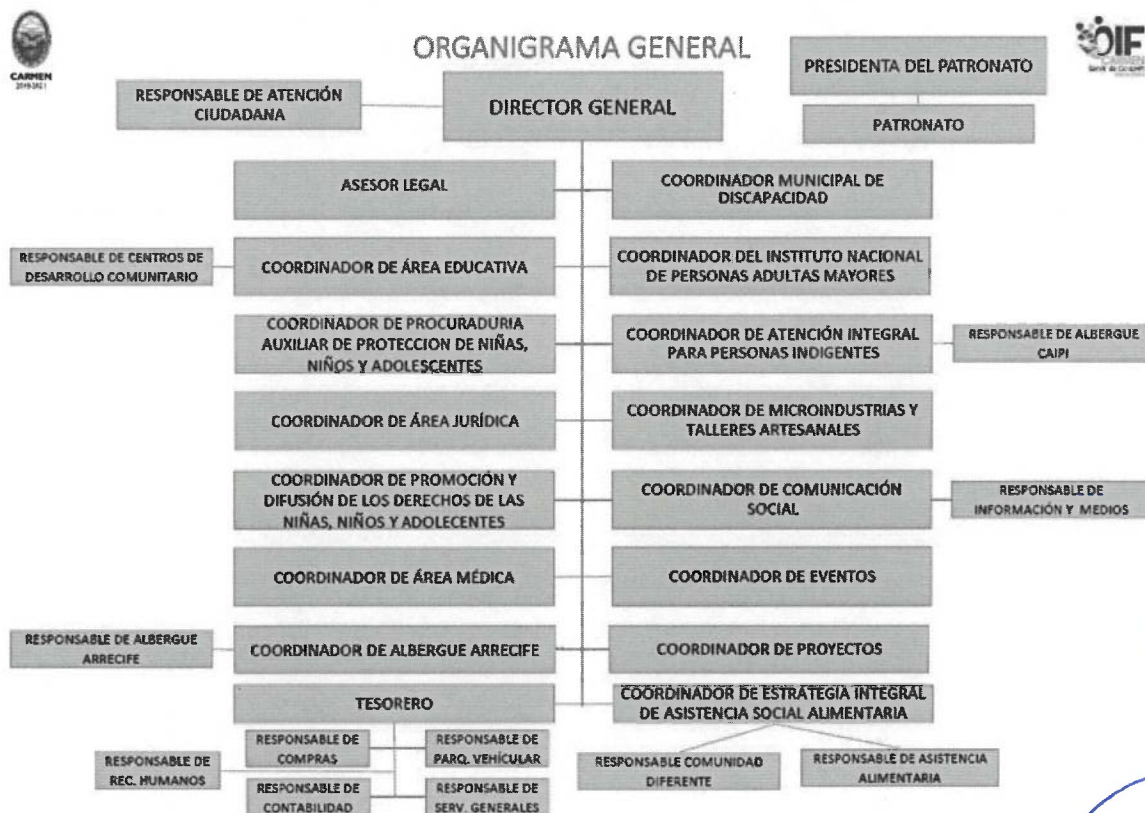 CARMEN
ORGANIGRAMA GENERAL
PRESIDENTA DEL PATRONATO
PATRONATO
RESPONSABLE DE ATENCIÓN
CIUDADANA
DIRECTOR GENERAL
ASESOR LEGAL
COORDINADOR MUNICIPAL DE
DISCAPACIDAD
RESPONSABLE DE CENTROS DE
DESARROLLO COMUNITARIO
COORDINADOR DE ÁREA EDUCATIVA
COORDINADOR DEL INSTITUTO NACIONAL
DE PERSONAS ADULTAS MAYORES
COORDINADOR DE PROCURADURIA
AUXILIAR DE PROTECCION DE NIÑAS,
NIÑOS Y ADOLESCENTES
COORDINADOR DE ATENCIÓN INTEGRAL
PARA PERSONAS INDIGENTES
RESPONSABLE DE ALBERGUE
CAIPI
COORDINADOR DE ÁREA JURÍDICA
COORDINADOR DE MICROINDUSTRIAS Y
TALLERES ARTESANALES
COORDINADOR DE PROMOCIÓN Y
DIFUSIÓN DE LOS DERECHOS DE LAS
NIÑAS, NIÑOS Y ADOLECENTES
COORDINADOR DE COMUNICACIÓN
SOCIAL
RESPONSABLE DE
INFORMACIÓN Y MEDIOS
COORDINADOR DE ÁREA MÉDICA
COORDINADOR DE EVENTOS
RESPONSABLE DE ALBERGUE
ARRECIFE
COORDINADOR DE ALBERGUE ARRECIFE
COORDINADOR DE PROYECTOS
TESORERO
COORDINADOR DE ESTRATEGIA INTEGRAL
DE ASISTENCIA SOCIAL ALIMENTARIA
RESPONSABLE DE
REC. HUMANOS
RESPONSABLE DE
COMPRAS
RESPONSABLE DE
PARQ. VEHÍCULAR
RESPONSABLE DE
CONTABILIDAD
RESPONSABLE DE
SERV. GENERALES
RESPONSABLE COMUNIDAD
DIFERENTE
RESPONSABLE DE ASISTENCIA
ALIMENTARIA